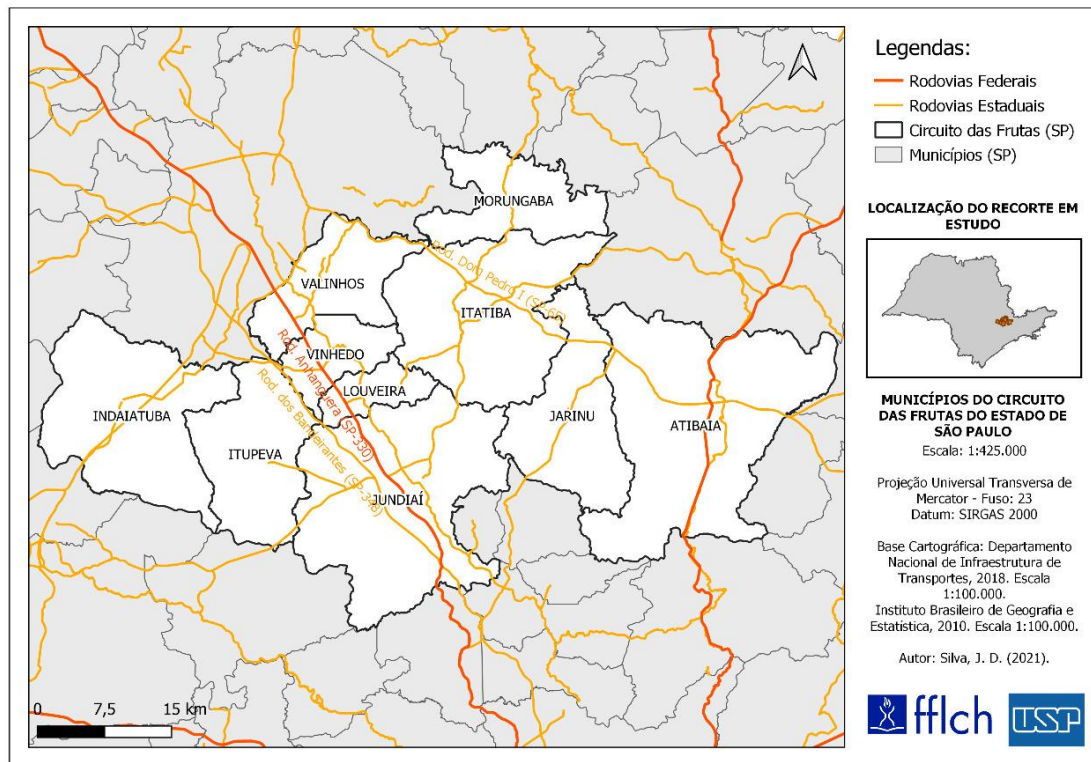 MORUNGABA
VALINHOS
Rod. Dom Pedro I (SP-65)
ITATIBA
VINHEDO
LOUVEIRA
Rod. Anhanguera (SP-330)
Rod. dos Bandeirantes (SP-348)
INDAIATUBA
ITUPEVA
JARINU
ATIBAIA
JUNDIAÍ
0 7,5 15 km
Legendas:
Rodovias Federais
Rodovias Estaduais
Circuito das Frutas (SP)
Municípios (SP)
LOCALIZAÇÃO DO RECORTE EM
ESTUDO
MUNICÍPIOS DO CIRCUITO
DAS FRUTAS DO ESTADO DE
SÃO PAULO
Escala: 1:425.000
Projeção Universal Transversa de
Mercator - Fuso: 23
Datum: SIRGAS 2000
Base Cartográfica: Departamento
Nacional de Infraestrutura de
Transportes, 2018. Escala
1:100.000.
Instituto Brasileiro de Geografia e
Estatística, 2010. Escala 1:100.000.
Autor: Silva, J. D. (2021).
fflch
USP